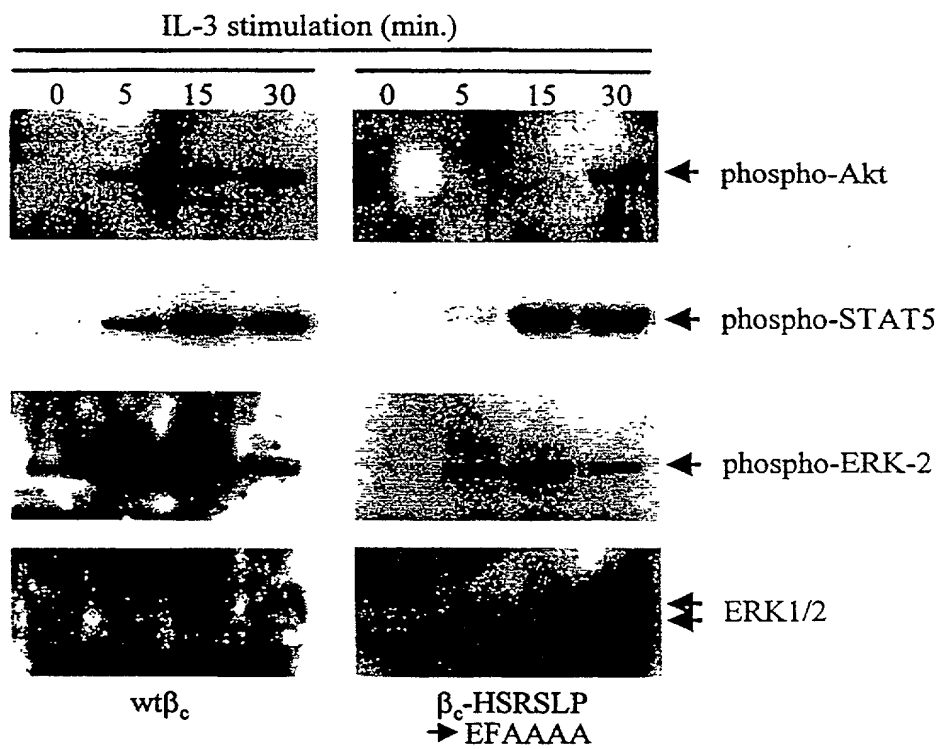 IL-3 stimulation (min.)
0 5 15 30 0 5 15 30
phospho-Akt
phospho-STAT5
phospho-ERK-2
ERK1/2
wtβc βc-HSRSLP
→ EFAAAA